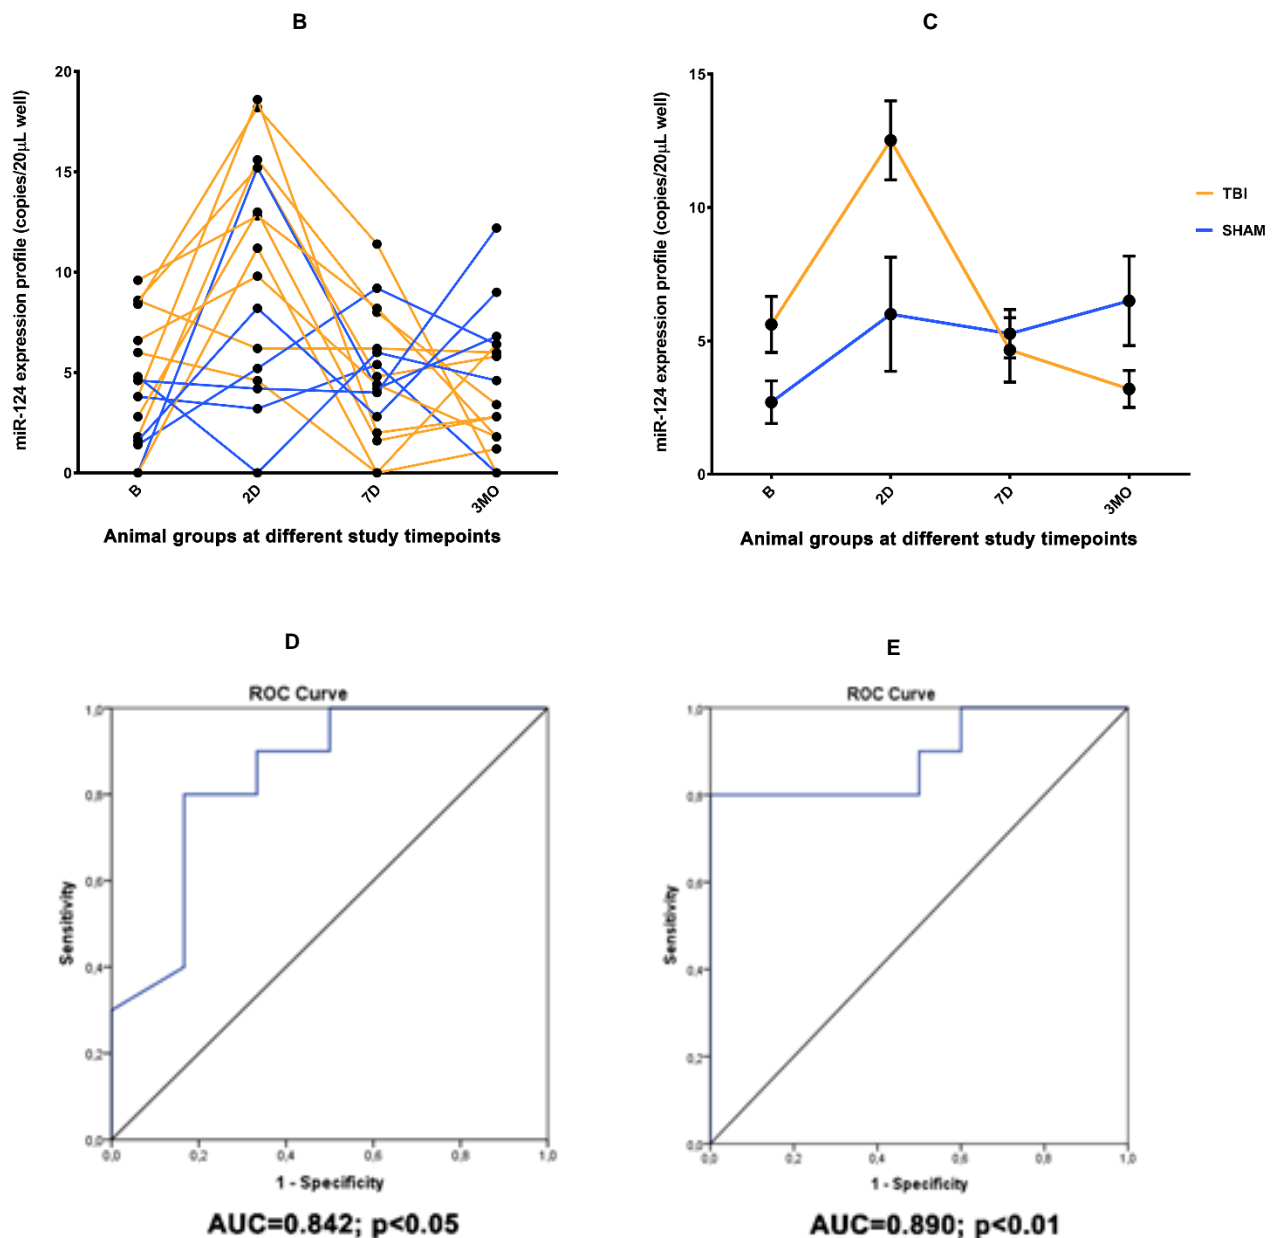 B
miR-124 expression profile (copies/20μL well)
20
15
10
5
0
B
2D
7D
3MO
Animal groups at different study timepoints
C
miR-124 expression profile (copies/20μL well)
15
10
5
0
B
2D
7D
3MO
Animal groups at different study timepoints
TBI
SHAM
D
ROC Curve
Sensitivity
1,0
0,8
0,6
0,4
0,2
0,0
0,0
0,2
0,4
0,6
0,8
1,0
1 - Specificity
AUC=0.842; p<0.05
E
ROC Curve
Sensitivity
1,0
0,8
0,6
0,4
0,2
0,0
0,0
0,2
0,4
0,6
0,8
1,0
1 - Specificity
AUC=0.890; p<0.01